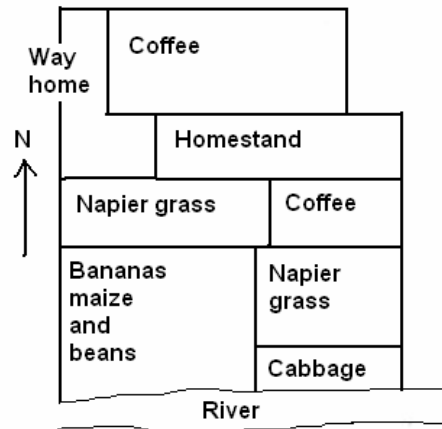 Coffee
Way
home
N
Homestand
Napier grass
Coffee
Bananas
maize
and
beans
Napier
grass
Cabbage
River